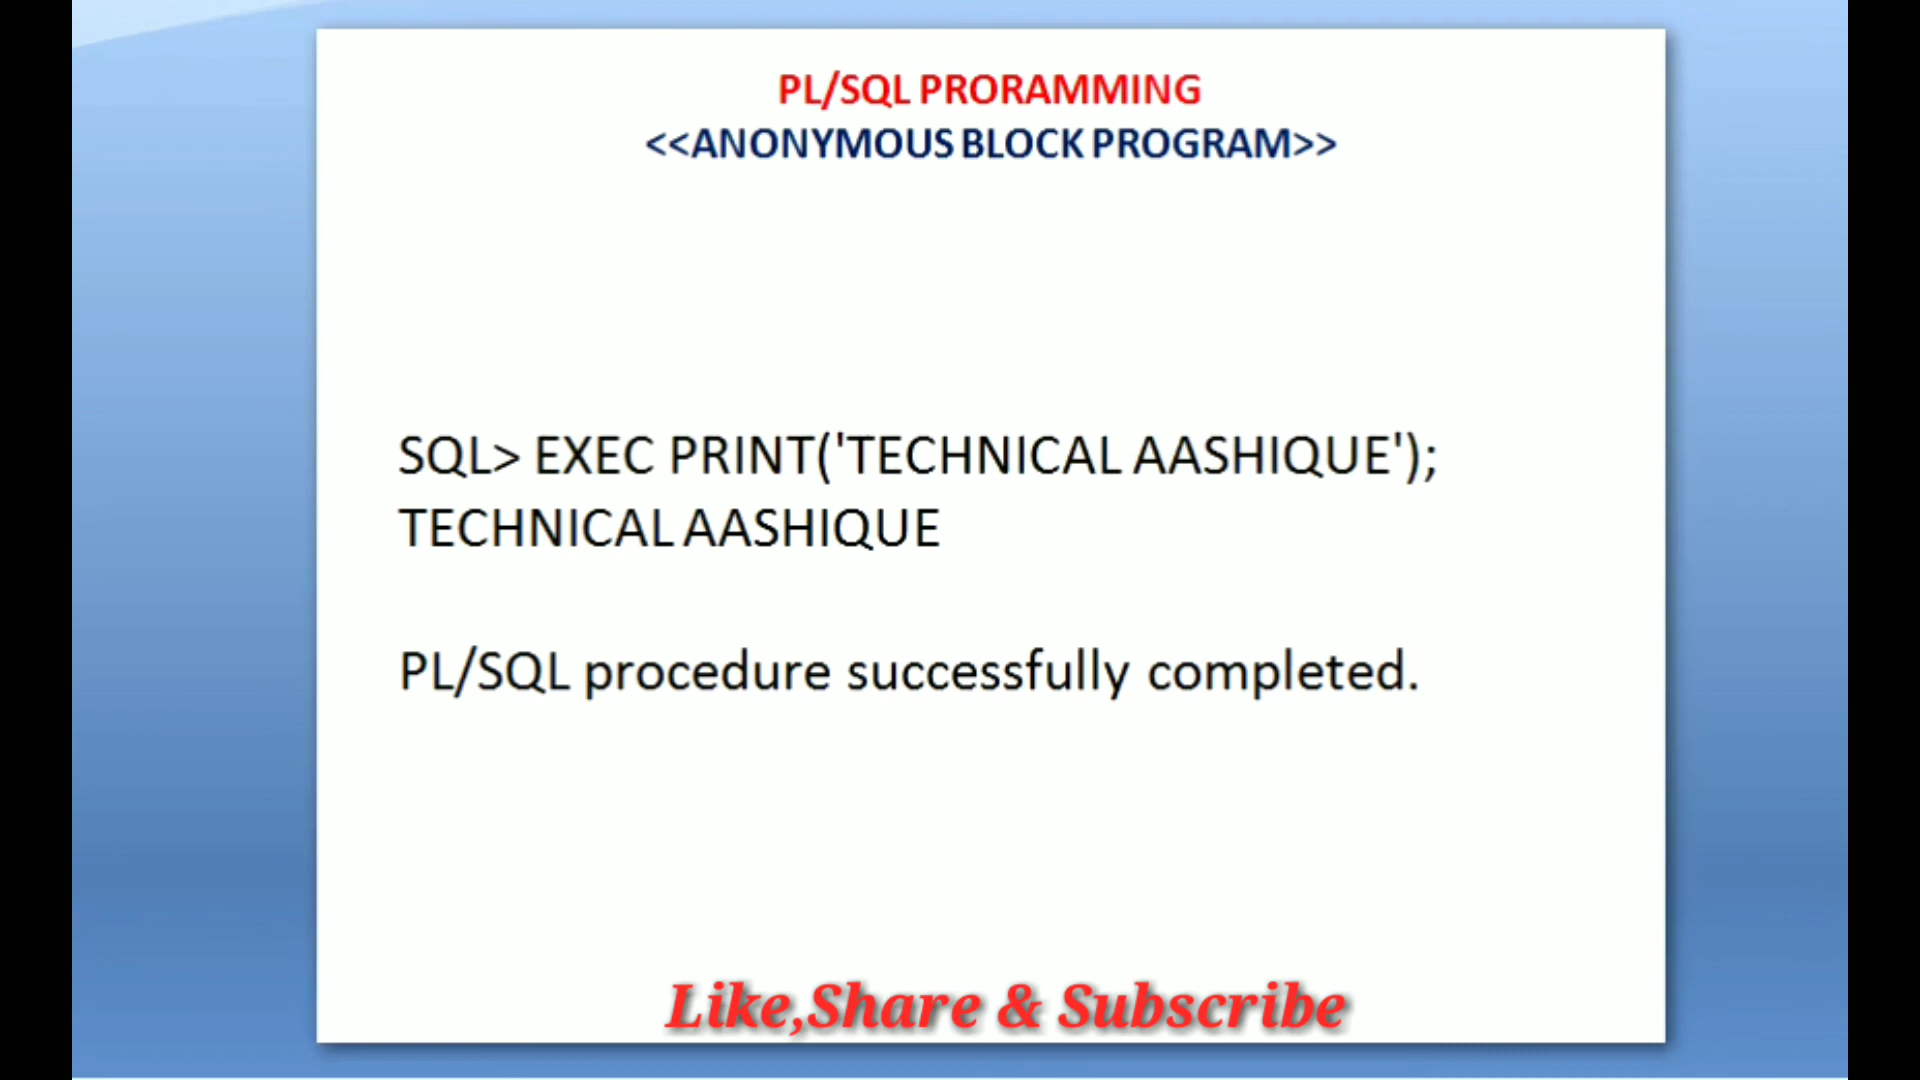 PL/SQL PRORAMMING
<<ANONYMOUS BLOCK PROGRAM>>
SQL> EXEC PRINT('TECHNICAL AASHIQUE');
TECHNICAL AASHIQUE
PL/SQL procedure successfully completed.
Like,Share & Subscribe